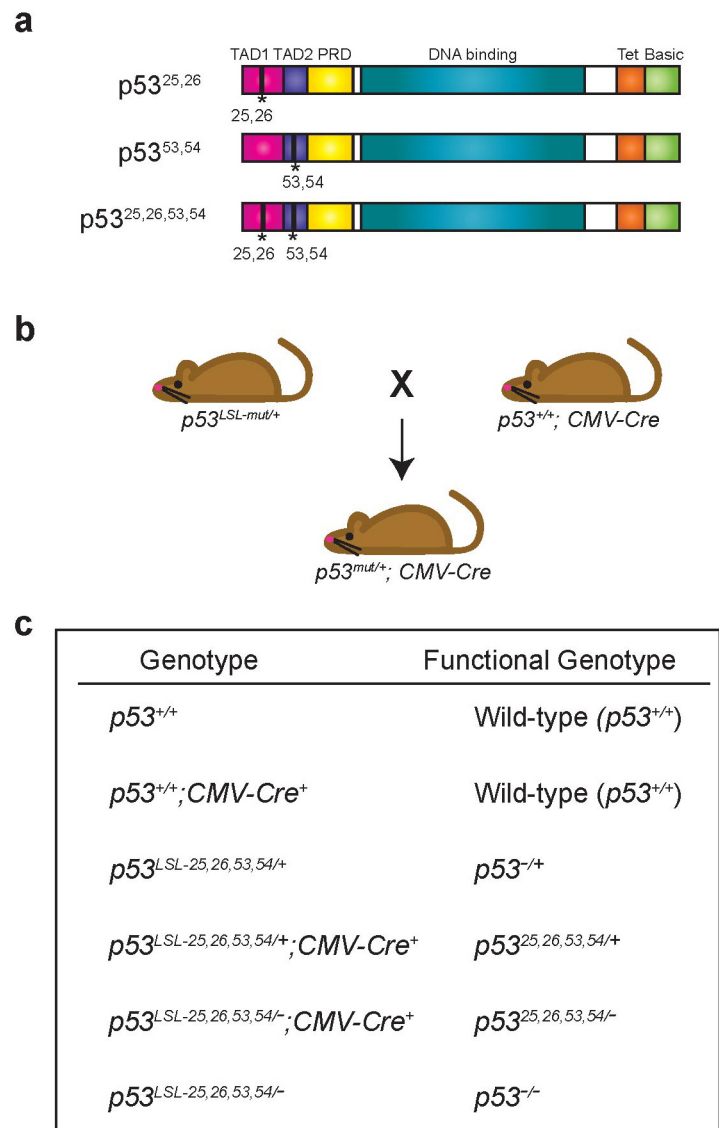 a
TAD1 TAD2 PRD DNA binding Tet Basic
p53^25,26
*
25,26
p53^53,54
*
53,54
p53^25,26,53,54
* *
25,26 53,54
b
X
p53^LSL-mut/+
p53^+/+; CMV-Cre
p53^mut/+; CMV-Cre
c
Genotype Functional Genotype
p53^+/+ Wild-type (p53^+/+)
p53^+/+;CMV-Cre^+ Wild-type (p53^+/+)
p53^LSL-25,26,53,54/+ p53^-/+
p53^LSL-25,26,53,54/+;CMV-Cre^+ p53^25,26,53,54/+
p53^LSL-25,26,53,54/-;CMV-Cre^+ p53^25,26,53,54/-
p53^LSL-25,26,53,54/- p53^-/-